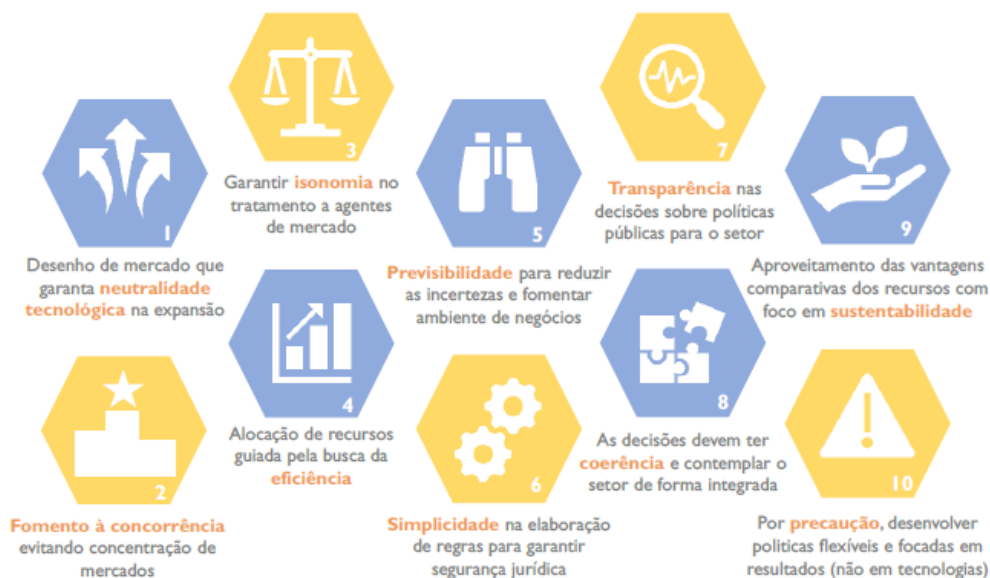 1
Desenho de mercado que
garanta neutralidade
tecnológica na expansão
2
Fomento à concorrência
evitando concentração de
mercados
3
Garantir isonomia no
tratamento a agentes
de mercado
4
Alocação de recursos
guiada pela busca da
eficiência
5
Previsibilidade para reduzir
as incertezas e fomentar
ambiente de negócios
6
Simplicidade na elaboração
de regras para garantir
segurança jurídica
7
Transparência nas
decisões sobre políticas
públicas para o setor
8
As decisões devem ter
coerência e contemplar o
setor de forma integrada
9
Aproveitamento das vantagens
comparativas dos recursos com
foco em sustentabilidade
10
Por precaução, desenvolver
politicas flexíveis e focadas em
resultados (não em tecnologias)